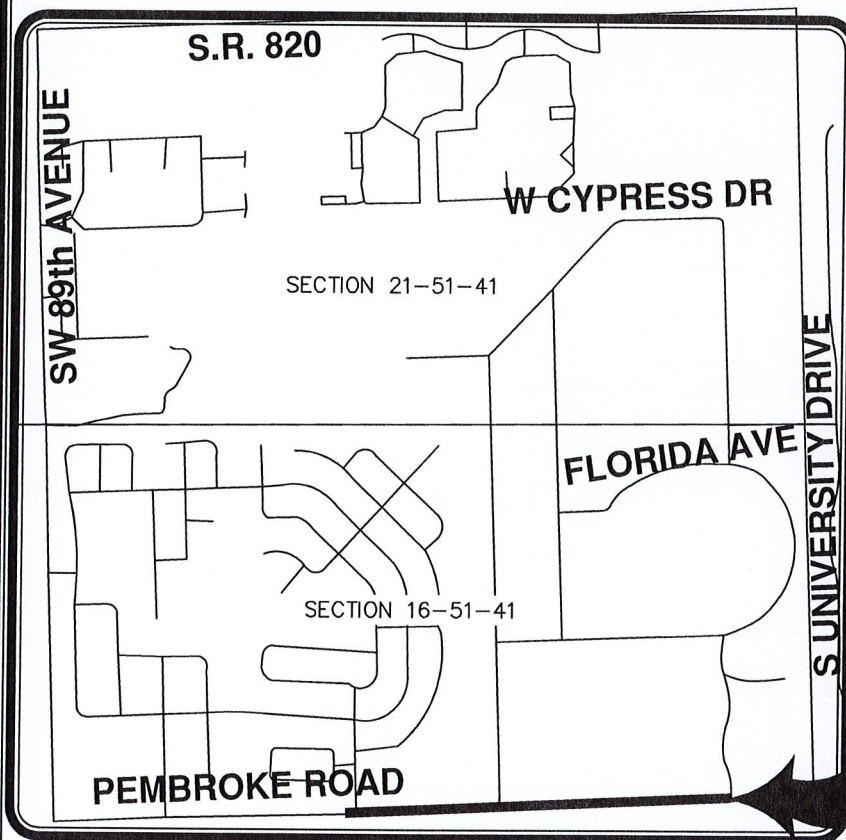 S.R. 820
SW 89th AVENUE
W CYPRESS DR
SECTION 21-51-41
S UNIVERSITY DRIVE
FLORIDA AVE
SECTION 16-51-41
PEMBROKE ROAD